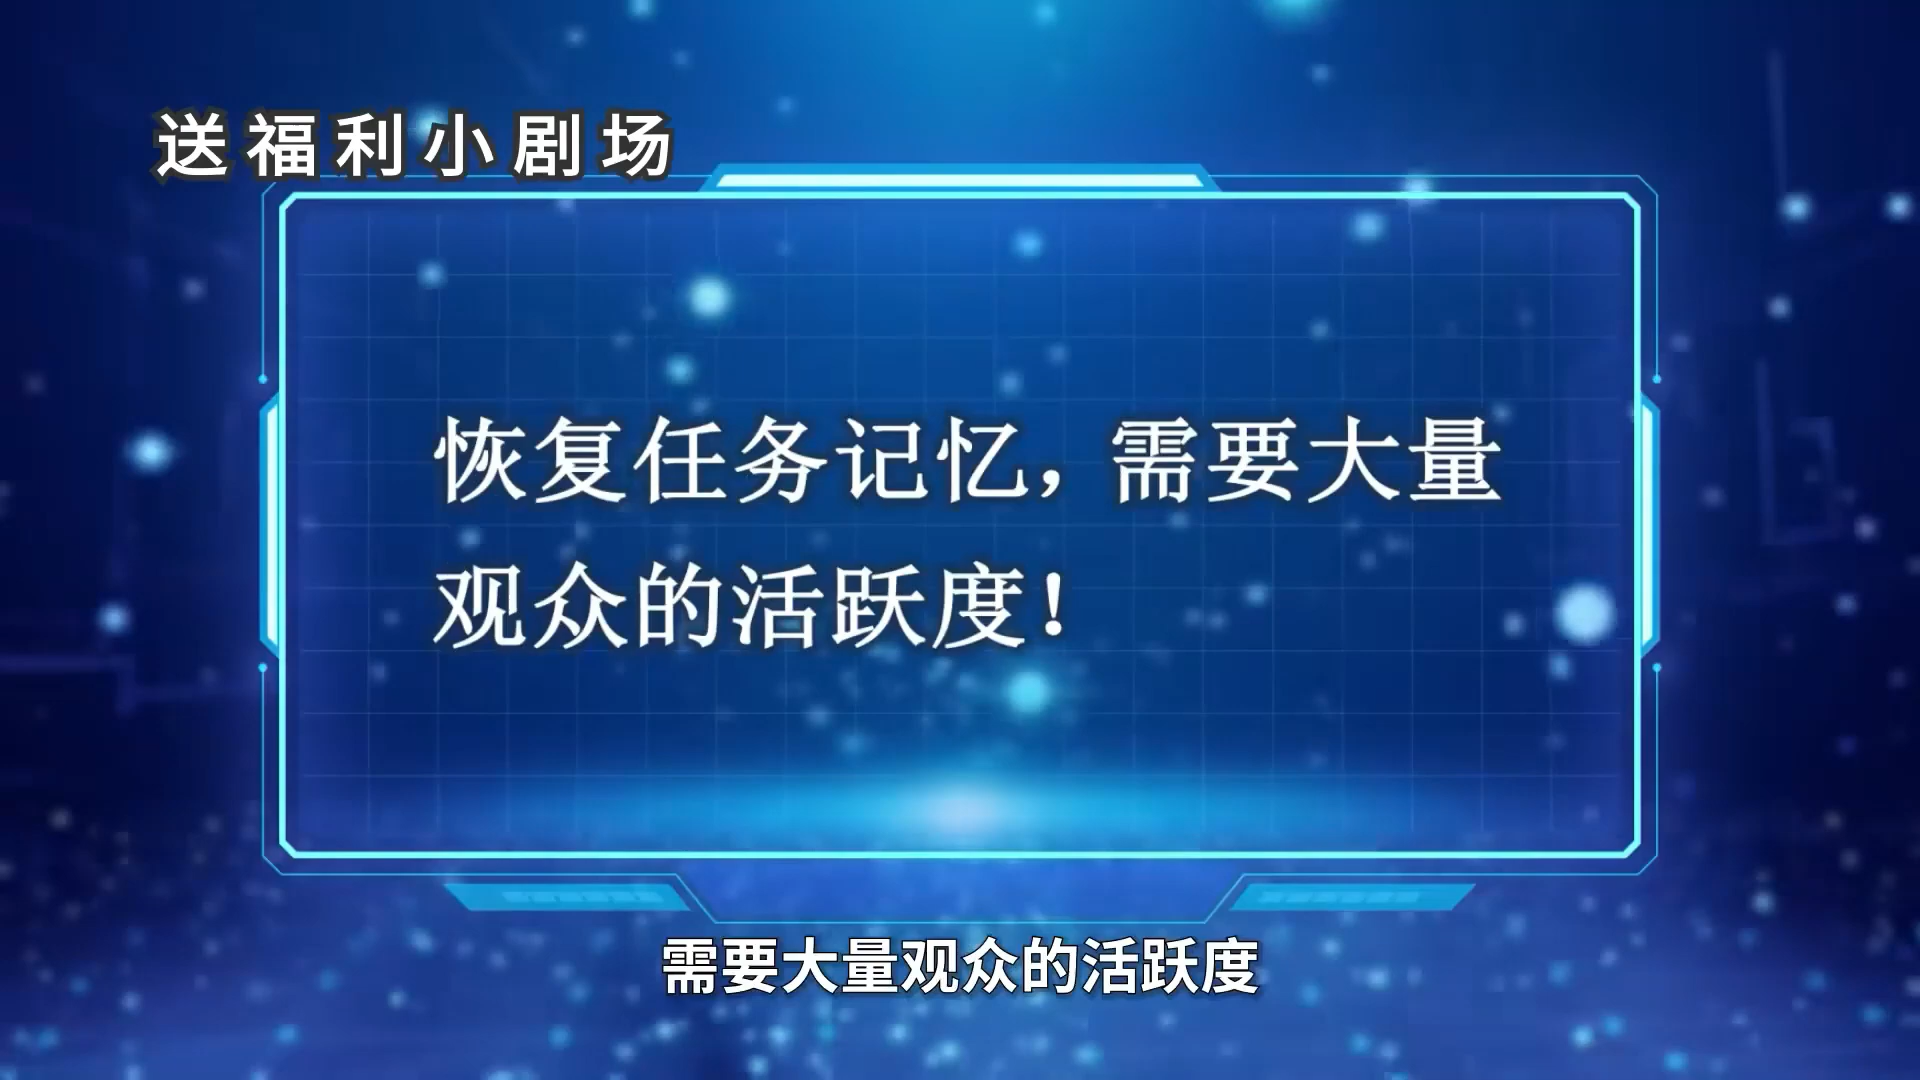 送福利小剧场
恢复任务记忆，需要大量
观众的活跃度！
需要大量观众的活跃度